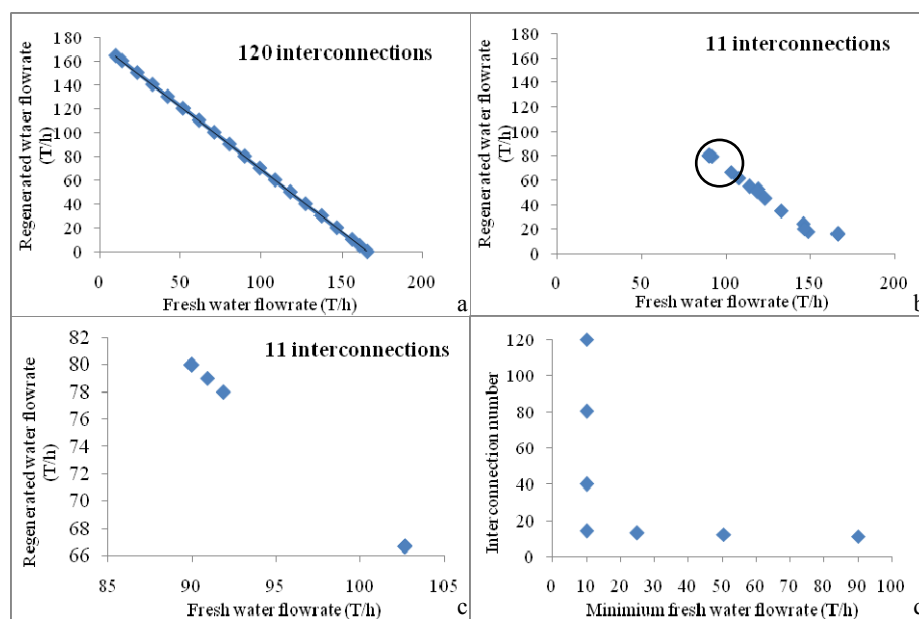 120 interconnections
Regenerated wtaer flowrate
(T/h)
180
160
140
120
100
80
60
40
20
0
0 50 100 150 200
Fresh water flowrate (T/h)
a
11 interconnections
Regenerated water flowrate
(T/h)
180
160
140
120
100
80
60
40
20
0
0 50 100 150 200
Fresh water flowrate (T/h)
b
11 interconnections
Regenerated water flowrate
(T/h)
82
80
78
76
74
72
70
68
66
85 90 95 100 105
Fresh water flowrate (T/h)
c
Interconnection number
120
100
80
60
40
20
0
0 10 20 30 40 50 60 70 80 90 100
Minimium fresh water flowrate (T/h)
d